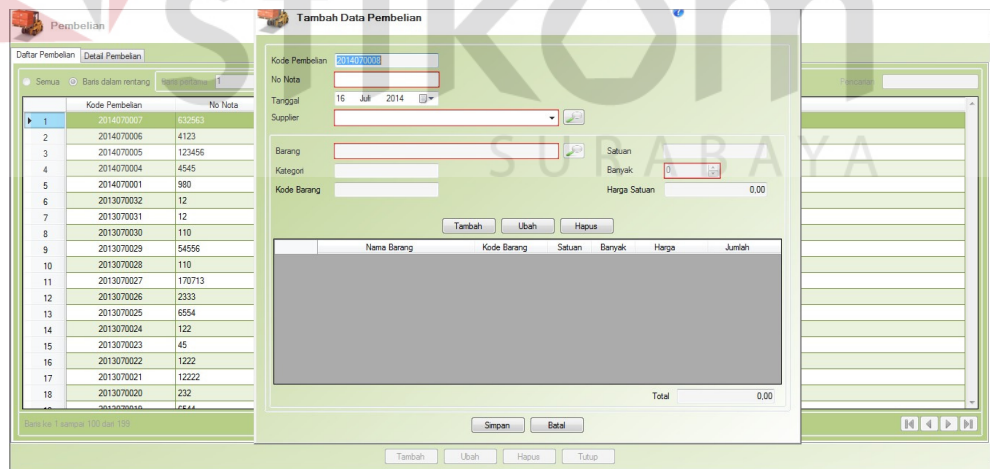 Pembelian
Daftar Pembelian Detail Pembelian
Semua Baris dalam rentang Baris pertama 1
Pencarian
Kode Pembelian No Nota
1 2014070007 632563
2 2014070006 4123
3 2014070005 123456
4 2014070004 4545
5 2014070001 980
6 2013070032 12
7 2013070031 12
8 2013070030 110
9 2013070029 54556
10 2013070028 110
11 2013070027 170713
12 2013070026 2333
13 2013070025 6554
14 2013070024 122
15 2013070023 45
16 2013070022 1222
17 2013070021 12222
18 2013070020 232
Baris ke 1 sampai 100 dari 159
Tambah Ubah Hapus Tutup
Tambah Data Pembelian
Kode Pembelian 2014070008
No Nota
Tanggal 16 Juli 2014
Supplier
Barang Satuan
Kategori Banyak 0
Kode Barang Harga Satuan 0,00
Tambah Ubah Hapus
Nama Barang Kode Barang Satuan Banyak Harga Jumlah
Total 0,00
Simpan Batal
stikom
SURABAYA